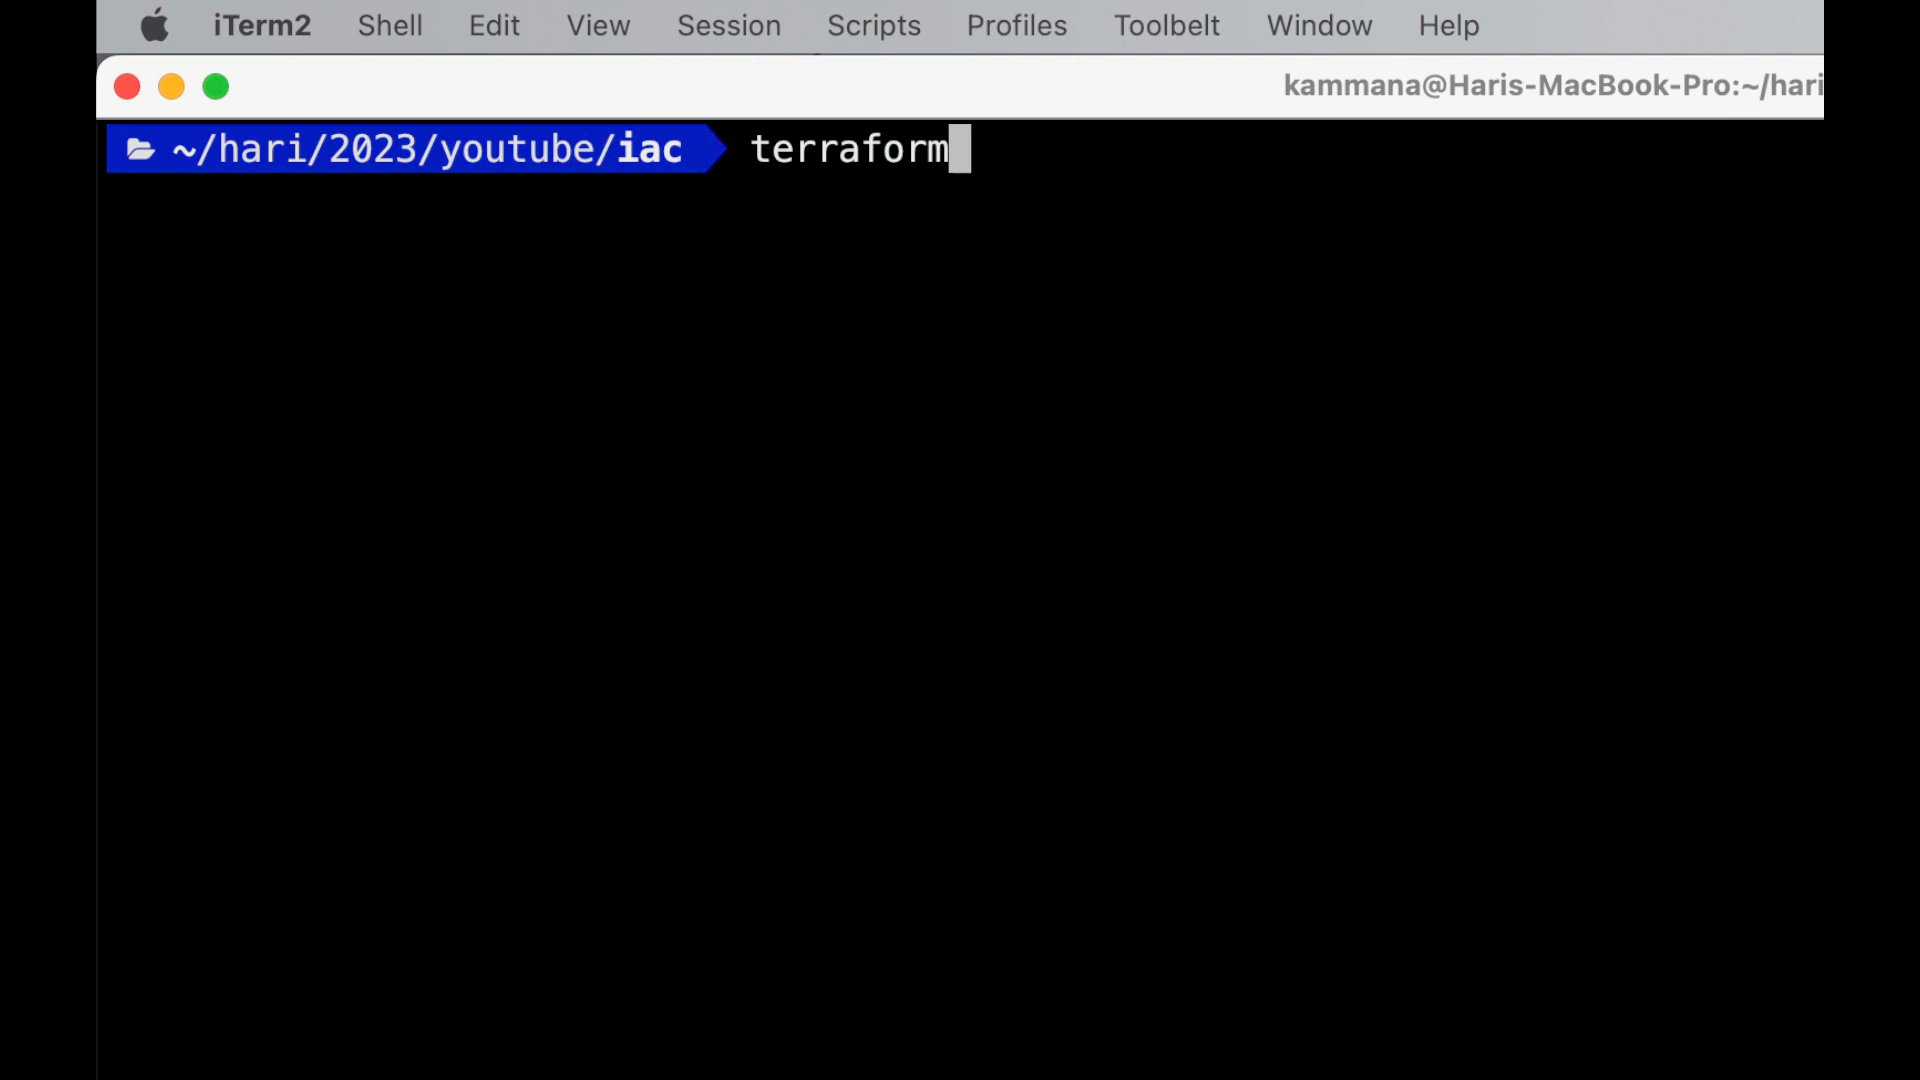 iTerm2 Shell Edit View Session Scripts Profiles Toolbelt Window Help
kammana@Haris-MacBook-Pro:~/hari
~/hari/2023/youtube/iac terraform